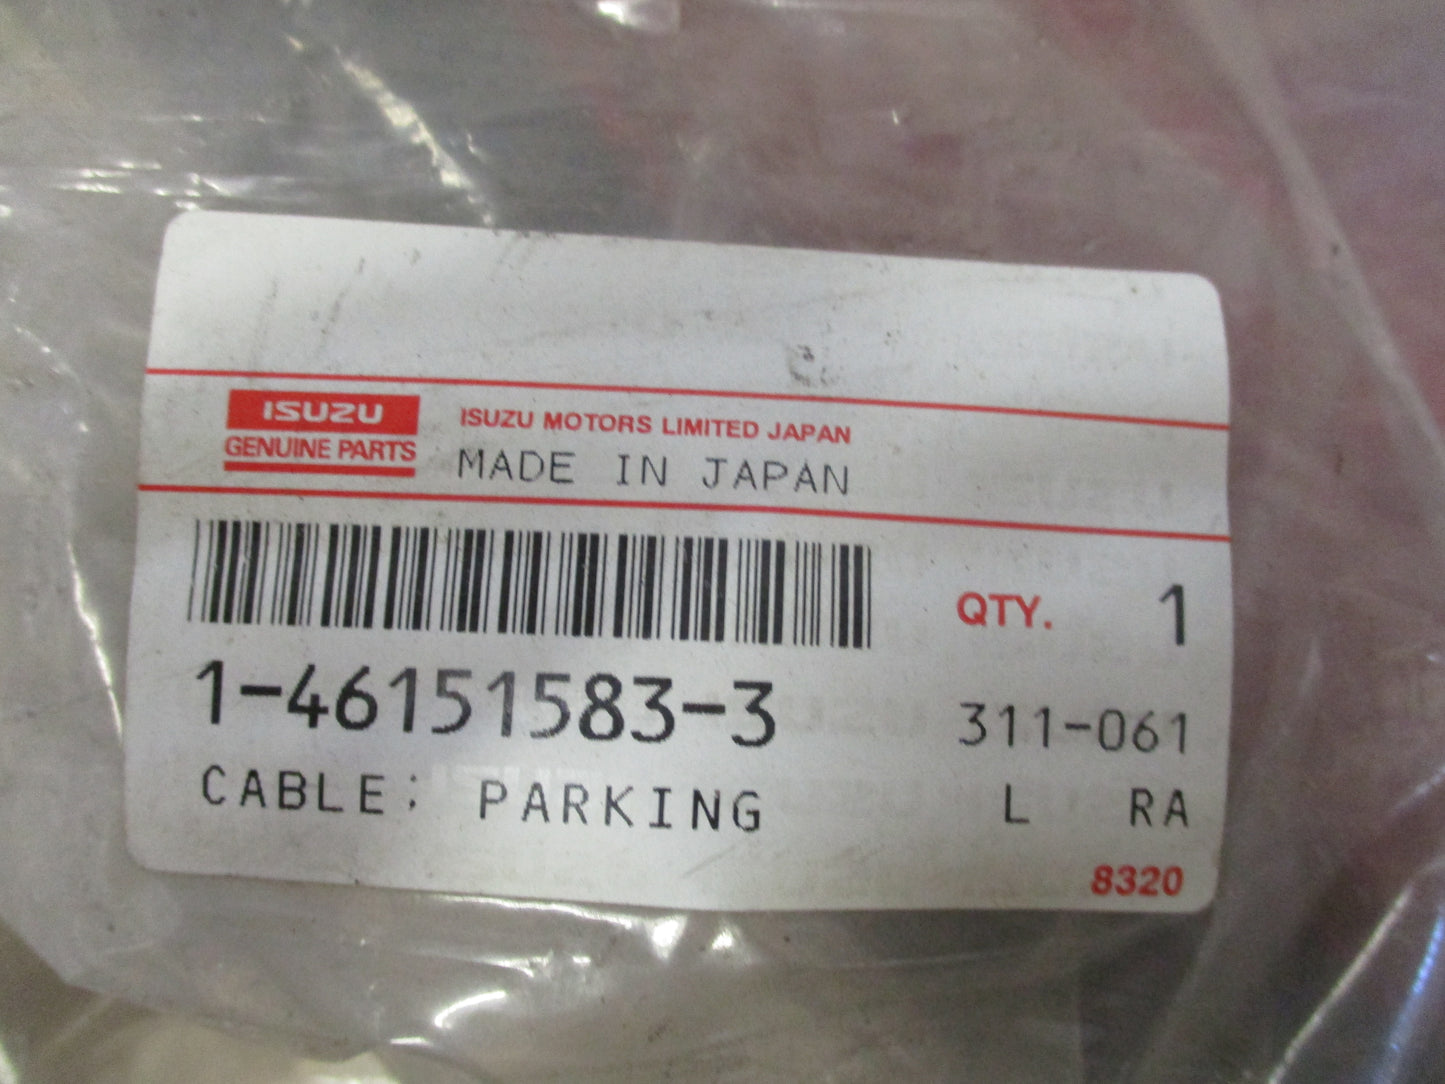 ISUZU
GENUINE PARTS
ISUZU MOTORS LIMITED JAPAN
MADE IN JAPAN
QTY. 1
1-46151583-3
311-061
CABLE; PARKING
L RA
8320